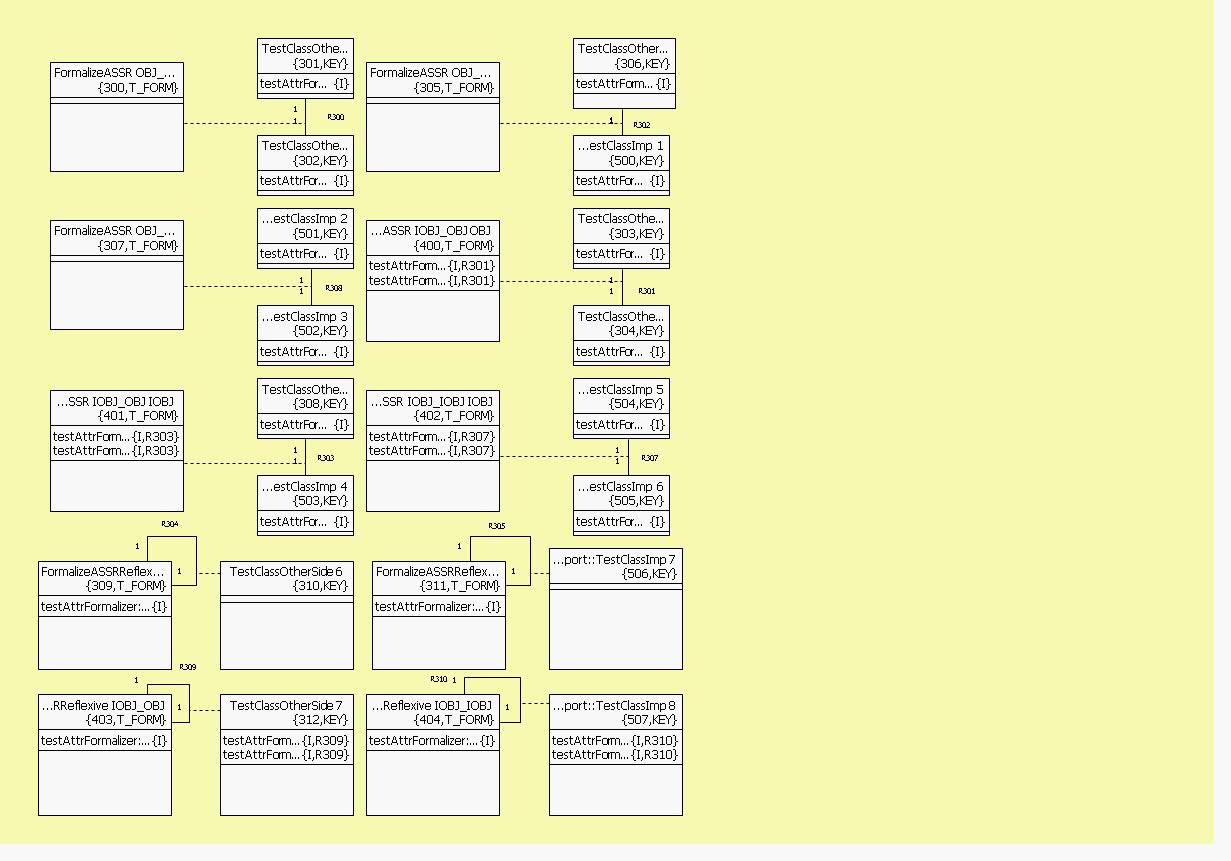 TestClassOthe...
{301,KEY}
testAttrFor... {I}
TestClassOther...
{306,KEY}
testAttrForm... {I}
FormalizeASSR OBJ_...
{300,T_FORM}
FormalizeASSR OBJ_...
{305,T_FORM}
1
1
R300
1
R302
TestClassOthe...
{302,KEY}
testAttrFor... {I}
...estClassImp 1
{500,KEY}
testAttrFor... {I}
FormalizeASSR OBJ_...
{307,T_FORM}
...estClassImp 2
{501,KEY}
testAttrFor... {I}
...ASSR IOBJ_OBJ OBJ
{400,T_FORM}
testAttrForm... {I,R301}
testAttrForm... {I,R301}
TestClassOthe...
{303,KEY}
testAttrFor... {I}
1
1
R308
1
1
R301
...estClassImp 3
{502,KEY}
testAttrFor... {I}
TestClassOthe...
{304,KEY}
testAttrFor... {I}
...SSR IOBJ_OBJ IOBJ
{401,T_FORM}
testAttrForm... {I,R303}
testAttrForm... {I,R303}
TestClassOthe...
{308,KEY}
testAttrFor... {I}
...SSR IOBJ_IOBJ IOBJ
{402,T_FORM}
testAttrForm... {I,R307}
testAttrForm... {I,R307}
...estClassImp 5
{504,KEY}
testAttrFor... {I}
1
1
R303
1
1
R307
...estClassImp 4
{503,KEY}
testAttrFor... {I}
...estClassImp 6
{505,KEY}
testAttrFor... {I}
R304
1
1
FormalizeASSRReflex...
{309,T_FORM}
testAttrFormalizer:... {I}
TestClassOtherSide6
{310,KEY}
R305
1
1
FormalizeASSRReflex...
{311,T_FORM}
testAttrFormalizer:... {I}
...port::TestClassImp 7
{506,KEY}
R309
1
1
...RReflexive IOBJ_OBJ
{403,T_FORM}
testAttrFormalizer:... {I}
TestClassOtherSide7
{312,KEY}
testAttrForm... {I,R309}
testAttrForm... {I,R309}
R310
1
1
...Reflexive IOBJ_IOBJ
{404,T_FORM}
testAttrFormalizer:... {I}
...port::TestClassImp 8
{507,KEY}
testAttrForm... {I,R310}
testAttrForm... {I,R310}